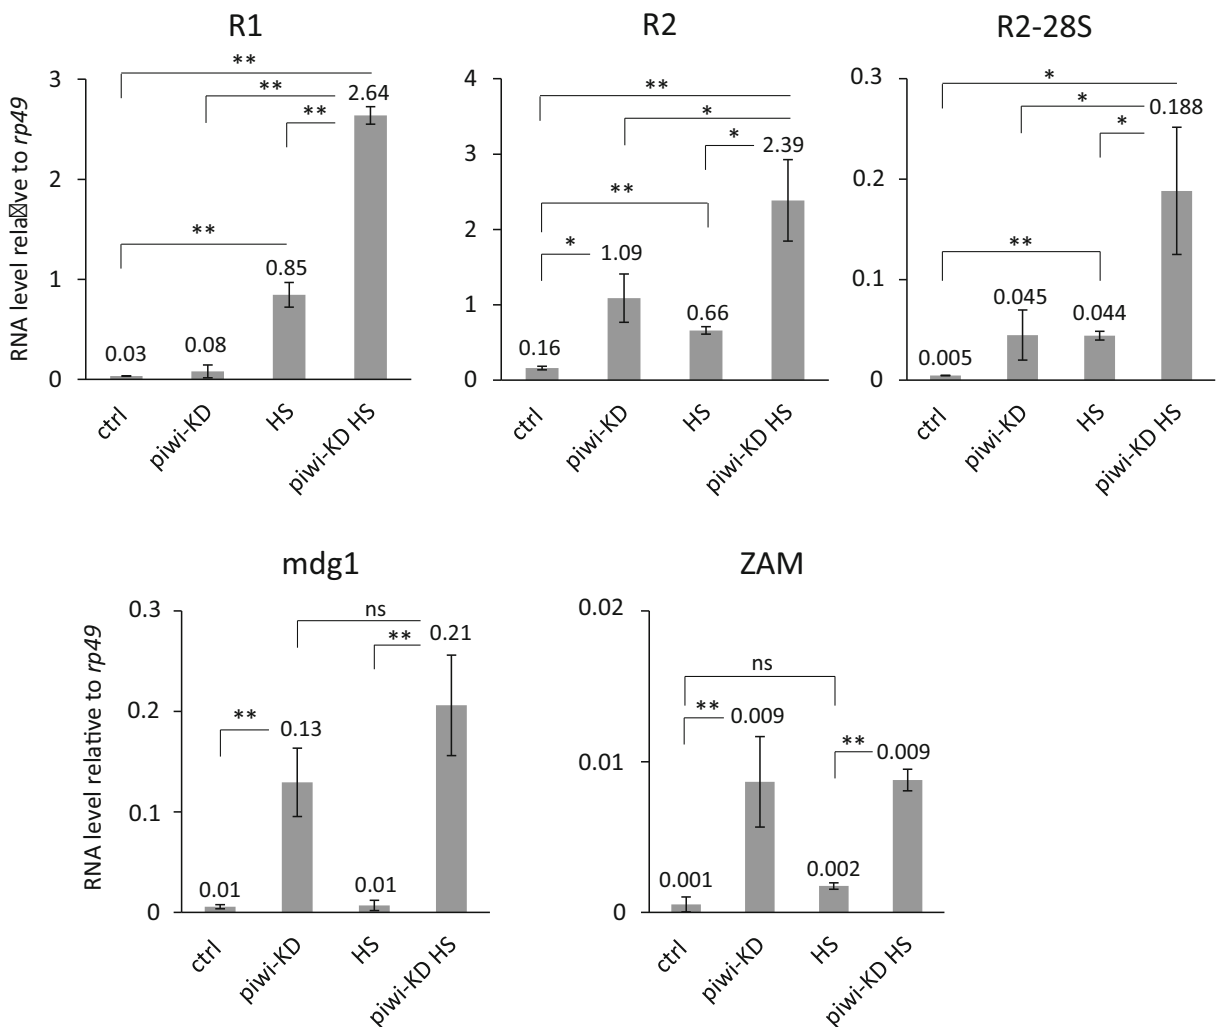 R1
R2
R2-28S
RNA level rela☒ve to rp49
3
2
1
0
**
**
**
**
2.64
0.85
0.08
0.03
ctrl
piwi-KD
HS
piwi-KD HS
4
3
2
1
0
**
*
*
**
*
2.39
1.09
0.66
0.16
ctrl
piwi-KD
HS
piwi-KD HS
0.3
0.2
0.1
0
*
*
*
**
0.188
0.045
0.044
0.005
ctrl
piwi-KD
HS
piwi-KD HS
mdg1
ZAM
RNA level relative to rp49
0.3
0.2
0.1
0
ns
**
**
0.21
0.13
0.01
0.01
ctrl
piwi-KD
HS
piwi-KD HS
0.02
0.01
0
ns
**
**
0.009
0.009
0.002
0.001
ctrl
piwi-KD
HS
piwi-KD HS